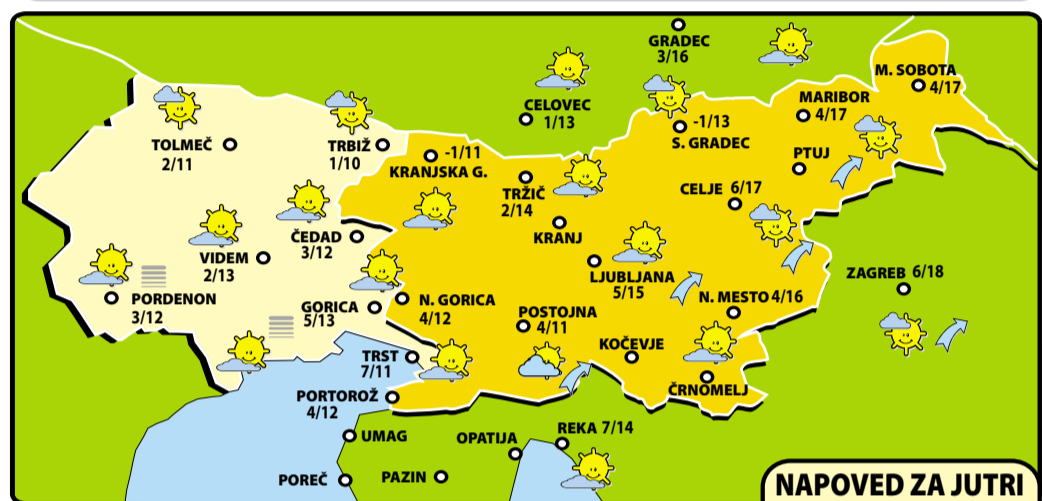 GRADEC
3/16
M. SOBOTA
4/17
CELOVEC
1/13
MARIBOR
4/17
-1/13
S. GRADEC
TOLMEČ
2/11
TRBIŽ
1/10
-1/11
KRANJSKA G.
PTUJ
TRŽIČ
2/14
CELJE 6/17
KRANJ
ČEDAD
3/12
VIDEM
2/13
LJUBLJANA
5/15
ZAGREB 6/18
PORDENON
3/12
GORICA
5/13
N. GORICA
4/12
N. MESTO 4/16
POSTOJNA
4/11
KOČEVJE
TRST
7/11
ČRNOMELJ
PORTOROŽ
4/12
UMAG
OPATIJA
REKA 7/14
POREČ
PAZIN
NAPOVED ZA JUTRI